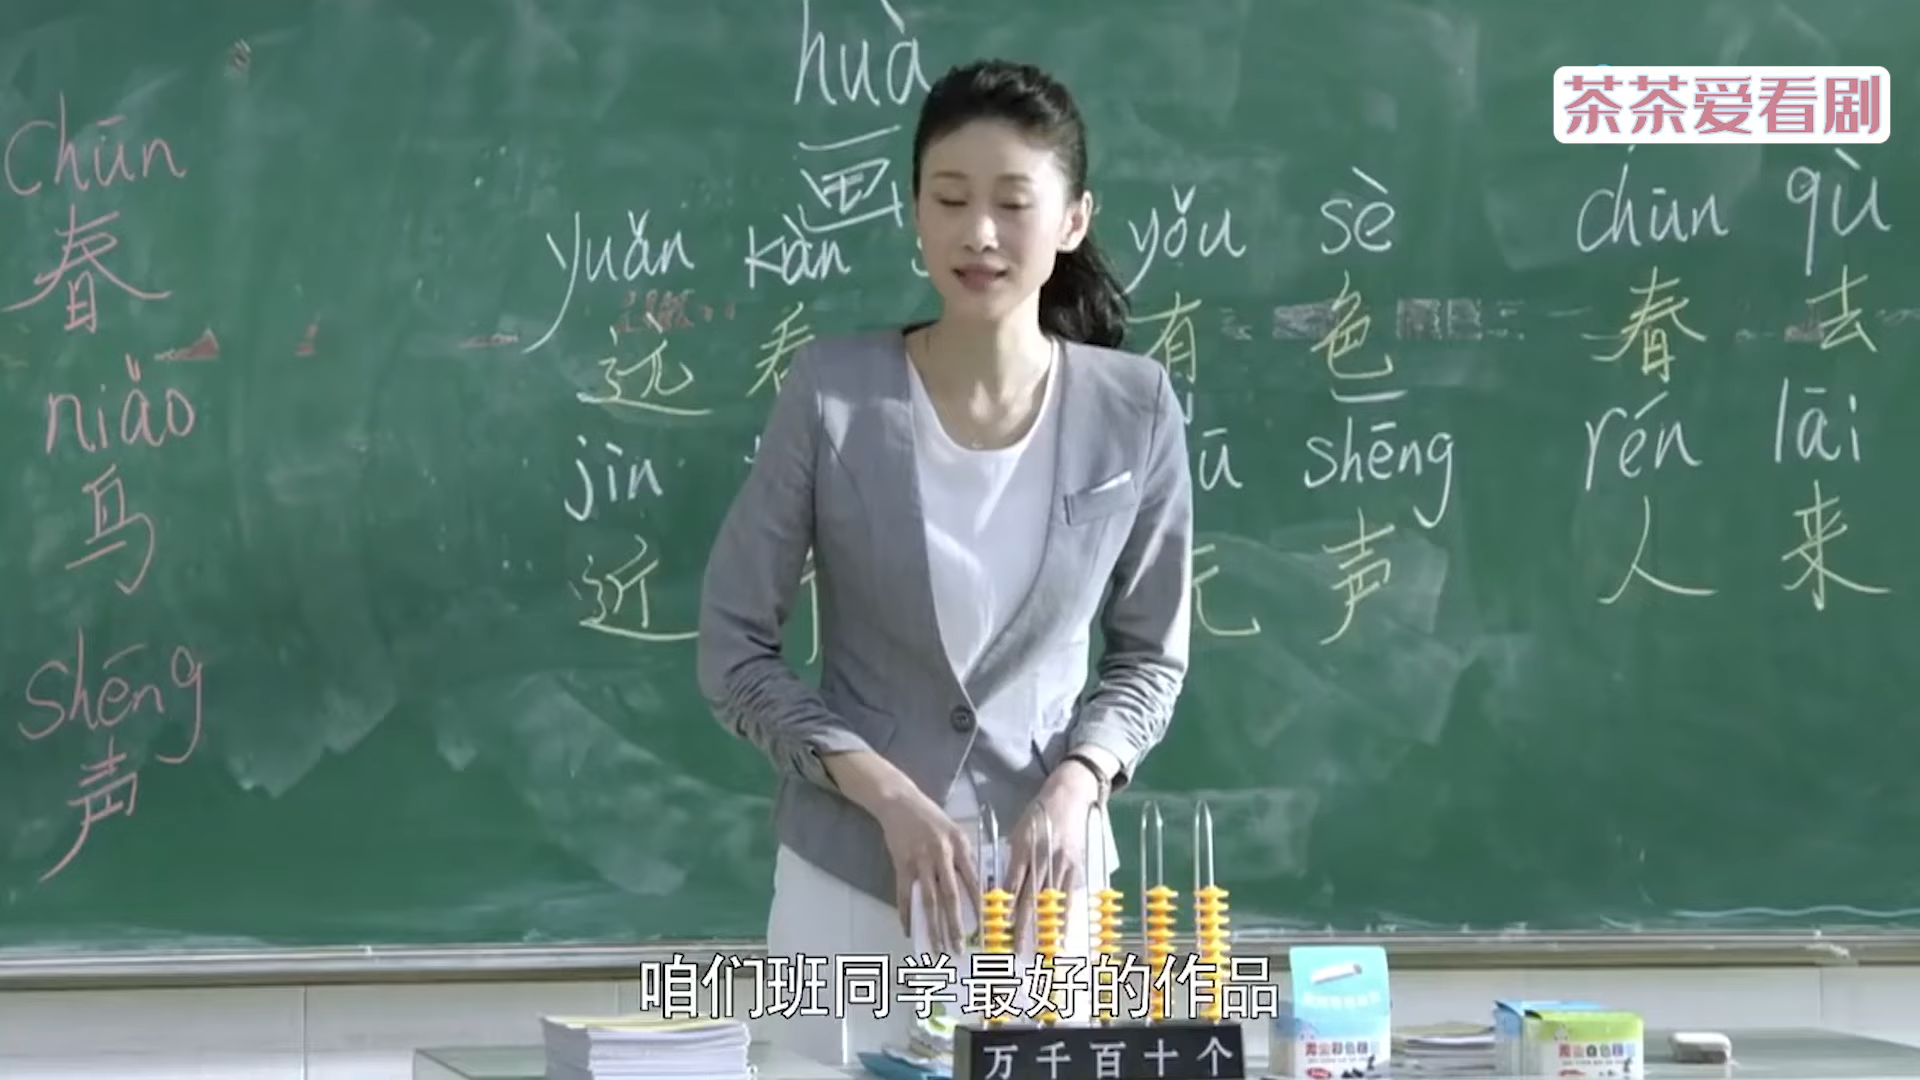 茶茶爱看剧
huà
画
chūn
春
niǎo
鸟
shēng
声
yuǎn kàn yǒu sè chūn qù
远看 有色 春去
jìn ū shēng rén lāi
近 无声 人来
咱们班同学最好的作品
万千百十个